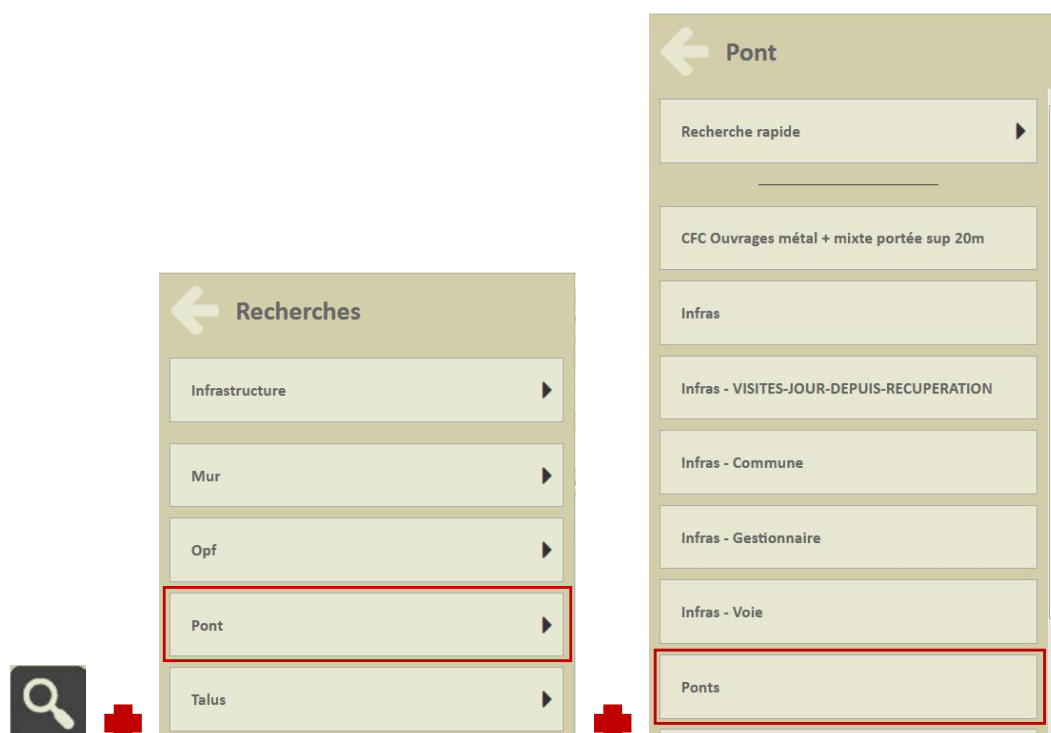 Recherches
Infrastructure
Mur
Opf
Pont
Talus
Pont
Recherche rapide
CFC Ouvrages métal + mixte portée sup 20m
Infras
Infras - VISITES-JOUR-DEPUIS-RECUPERATION
Infras - Commune
Infras - Gestionnaire
Infras - Voie
Ponts